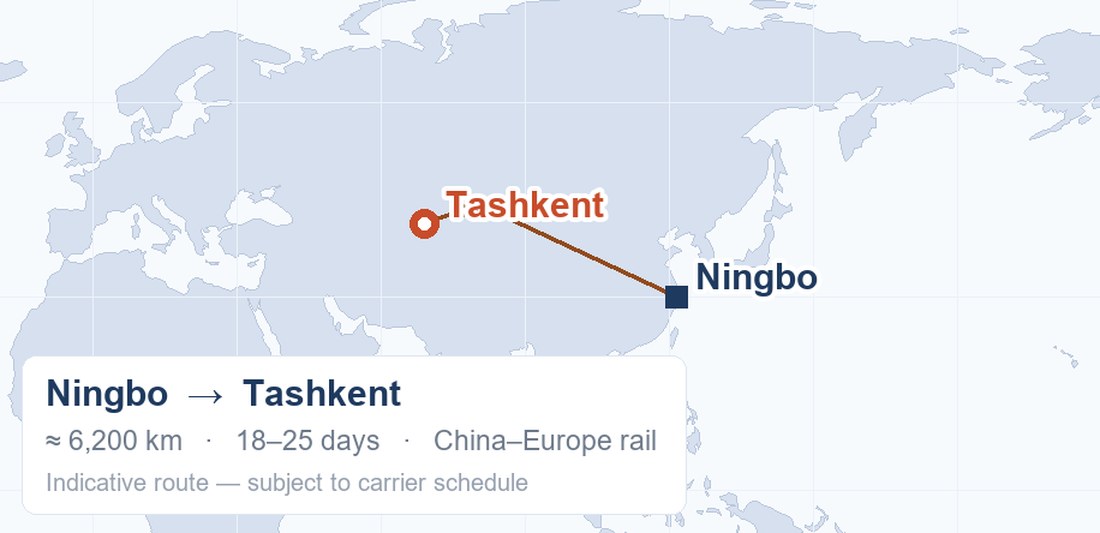 Tashkent
Ningbo
Ningbo → Tashkent
≈ 6,200 km · 18–25 days · China–Europe rail
Indicative route — subject to carrier schedule